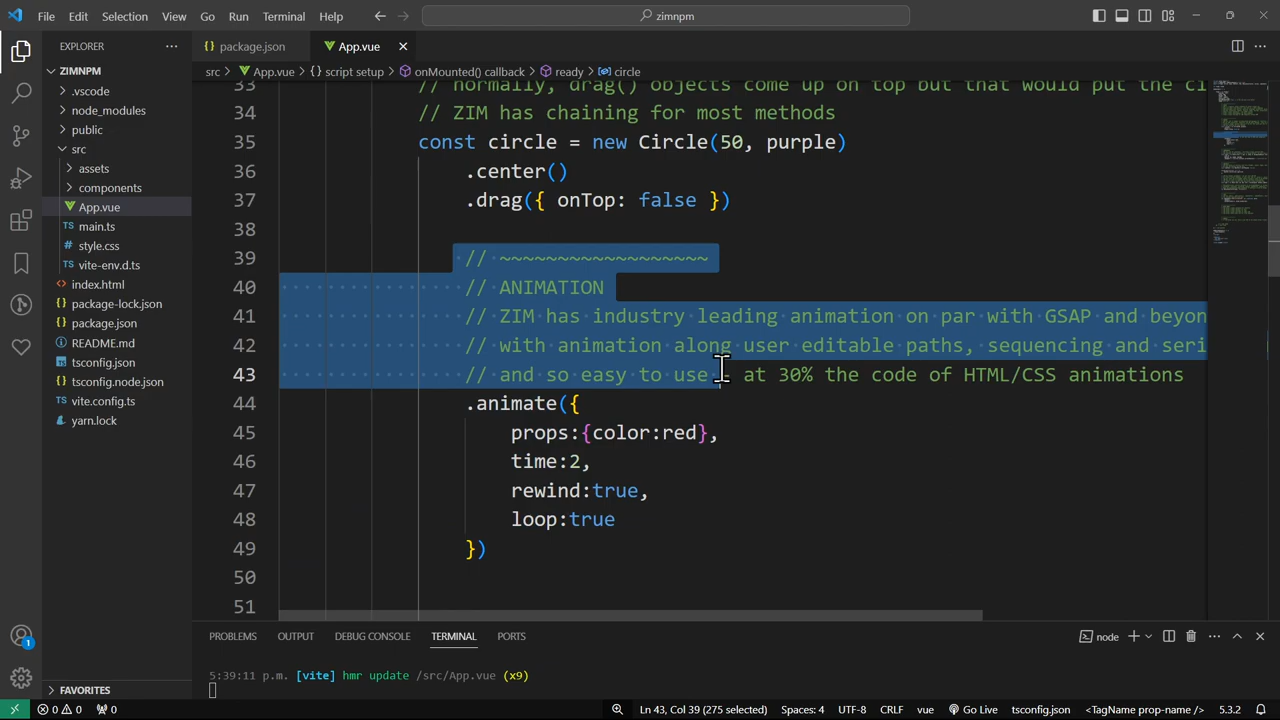 File Edit Selection View Go Run Terminal Help
zimnpm
EXPLORER
ZIMNPM
.vscode
node_modules
public
src
assets
components
App.vue
TS main.ts
style.css
TS vite-env.d.ts
index.html
package-lock.json
package.json
README.md
tsconfig.json
tsconfig.node.json
TS vite.config.ts
yarn.lock
FAVORITES
package.json App.vue
src > App.vue > {} script setup > onMounted() callback > ready > circle
33 // normally, drag() objects come up on top but that would put the ci
34 // ZIM has chaining for most methods
35 const circle = new Circle(50, purple)
36 .center()
37 .drag({ onTop: false })
38
39 // ~~~~~~~~~~~~~~~~~~
40 // ANIMATION
41 // ZIM has industry leading animation on par with GSAP and beyon
42 // with animation along user editable paths, sequencing and seri
43 // and so easy to use - at 30% the code of HTML/CSS animations
44 .animate({
45 props:{color:red},
46 time:2,
47 rewind:true,
48 loop:true
49 })
50
51
PROBLEMS OUTPUT DEBUG CONSOLE TERMINAL PORTS
node
5:39:11 p.m. [vite] hmr update /src/App.vue (x9)
1
0 0 0 Ln 43, Col 39 (275 selected) Spaces: 4 UTF-8 CRLF vue Go Live tsconfig.json <TagName prop-name /> 5.3.2